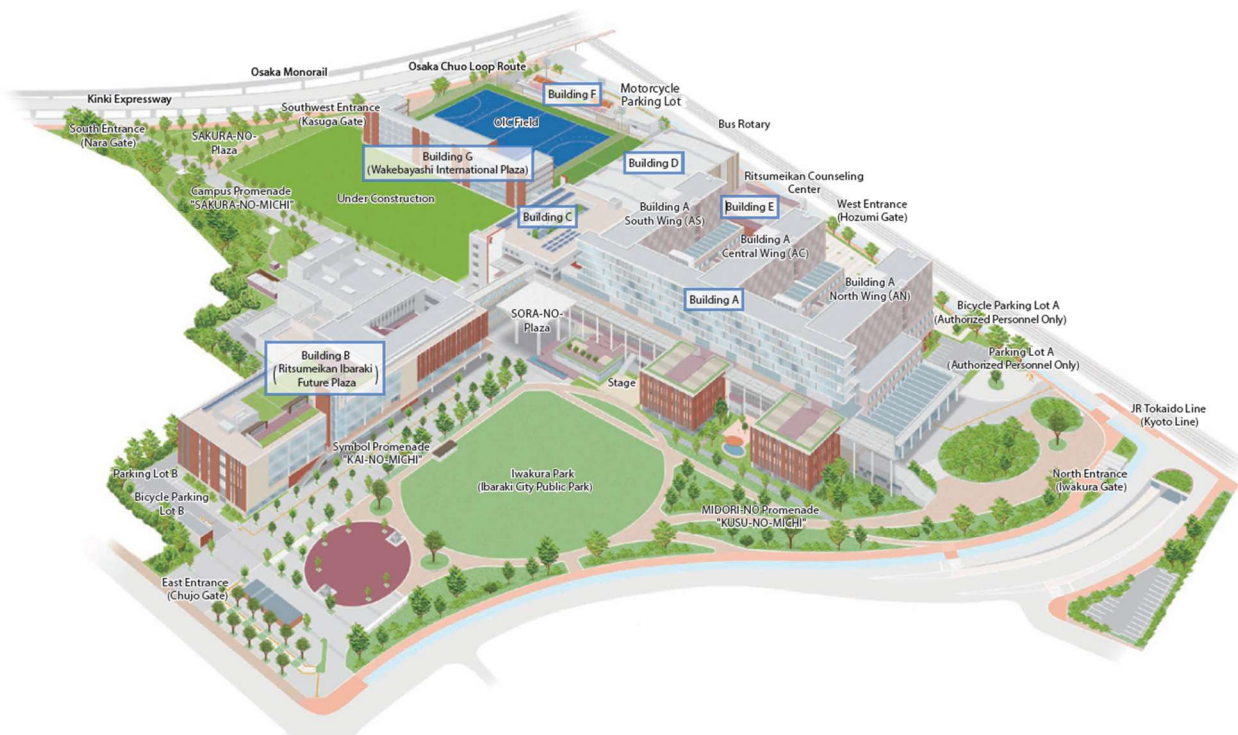 Osaka Monorail
Osaka Chuo Loop Route
Kinki Expressway
Building F
Motorcycle
Parking Lot
Southwest Entrance
(Kasuga Gate)
OIC Field
Bus Rotary
South Entrance
(Nara Gate)
SAKURA-NO-
Plaza
Building G
(Wakebayashi International Plaza)
Building D
Ritsumeikan Counseling
Center
Campus Promenade
"SAKURA-NO-MICHI"
Under Construction
Building C
Building A
South Wing (AS)
Building E
West Entrance
(Hozumi Gate)
Building A
Central Wing (AC)
Building A
North Wing (AN)
Building A
SORA-NO-
Plaza
Bicycle Parking Lot A
(Authorized Personnel Only)
Building B
(Ritsumeikan Ibaraki
Future Plaza)
Stage
Parking Lot A
(Authorized Personnel Only)
JR Tokaido Line
(Kyoto Line)
Symbol Promenade
"KAI-NO-MICHI"
Parking Lot B
Iwakura Park
(Ibaraki City Public Park)
North Entrance
(Iwakura Gate)
Bicycle Parking
Lot B
MIDORI-NO Promenade
"KUSU-NO-MICHI"
East Entrance
(Chujo Gate)